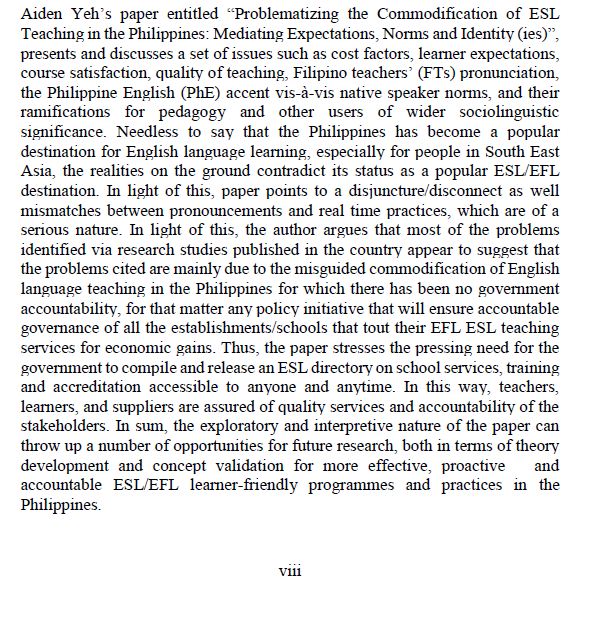 Aiden Yeh’s paper entitled “Problematizing the Commodification of ESL
Teaching in the Philippines: Mediating Expectations, Norms and Identity (ies)”,
presents and discusses a set of issues such as cost factors, learner expectations,
course satisfaction, quality of teaching, Filipino teachers’ (FTs) pronunciation,
the Philippine English (PhE) accent vis-à-vis native speaker norms, and their
ramifications for pedagogy and other users of wider sociolinguistic
significance. Needless to say that the Philippines has become a popular
destination for English language learning, especially for people in South East
Asia, the realities on the ground contradict its status as a popular ESL/EFL
destination. In light of this, paper points to a disjuncture/disconnect as well
mismatches between pronouncements and real time practices, which are of a
serious nature. In light of this, the author argues that most of the problems
identified via research studies published in the country appear to suggest that
the problems cited are mainly due to the misguided commodification of English
language teaching in the Philippines for which there has been no government
accountability, for that matter any policy initiative that will ensure accountable
governance of all the establishments/schools that tout their EFL ESL teaching
services for economic gains. Thus, the paper stresses the pressing need for the
government to compile and release an ESL directory on school services, training
and accreditation accessible to anyone and anytime. In this way, teachers,
learners, and suppliers are assured of quality services and accountability of the
stakeholders. In sum, the exploratory and interpretive nature of the paper can
throw up a number of opportunities for future research, both in terms of theory
development and concept validation for more effective, proactive and
accountable ESL/EFL learner-friendly programmes and practices in the
Philippines.
viii